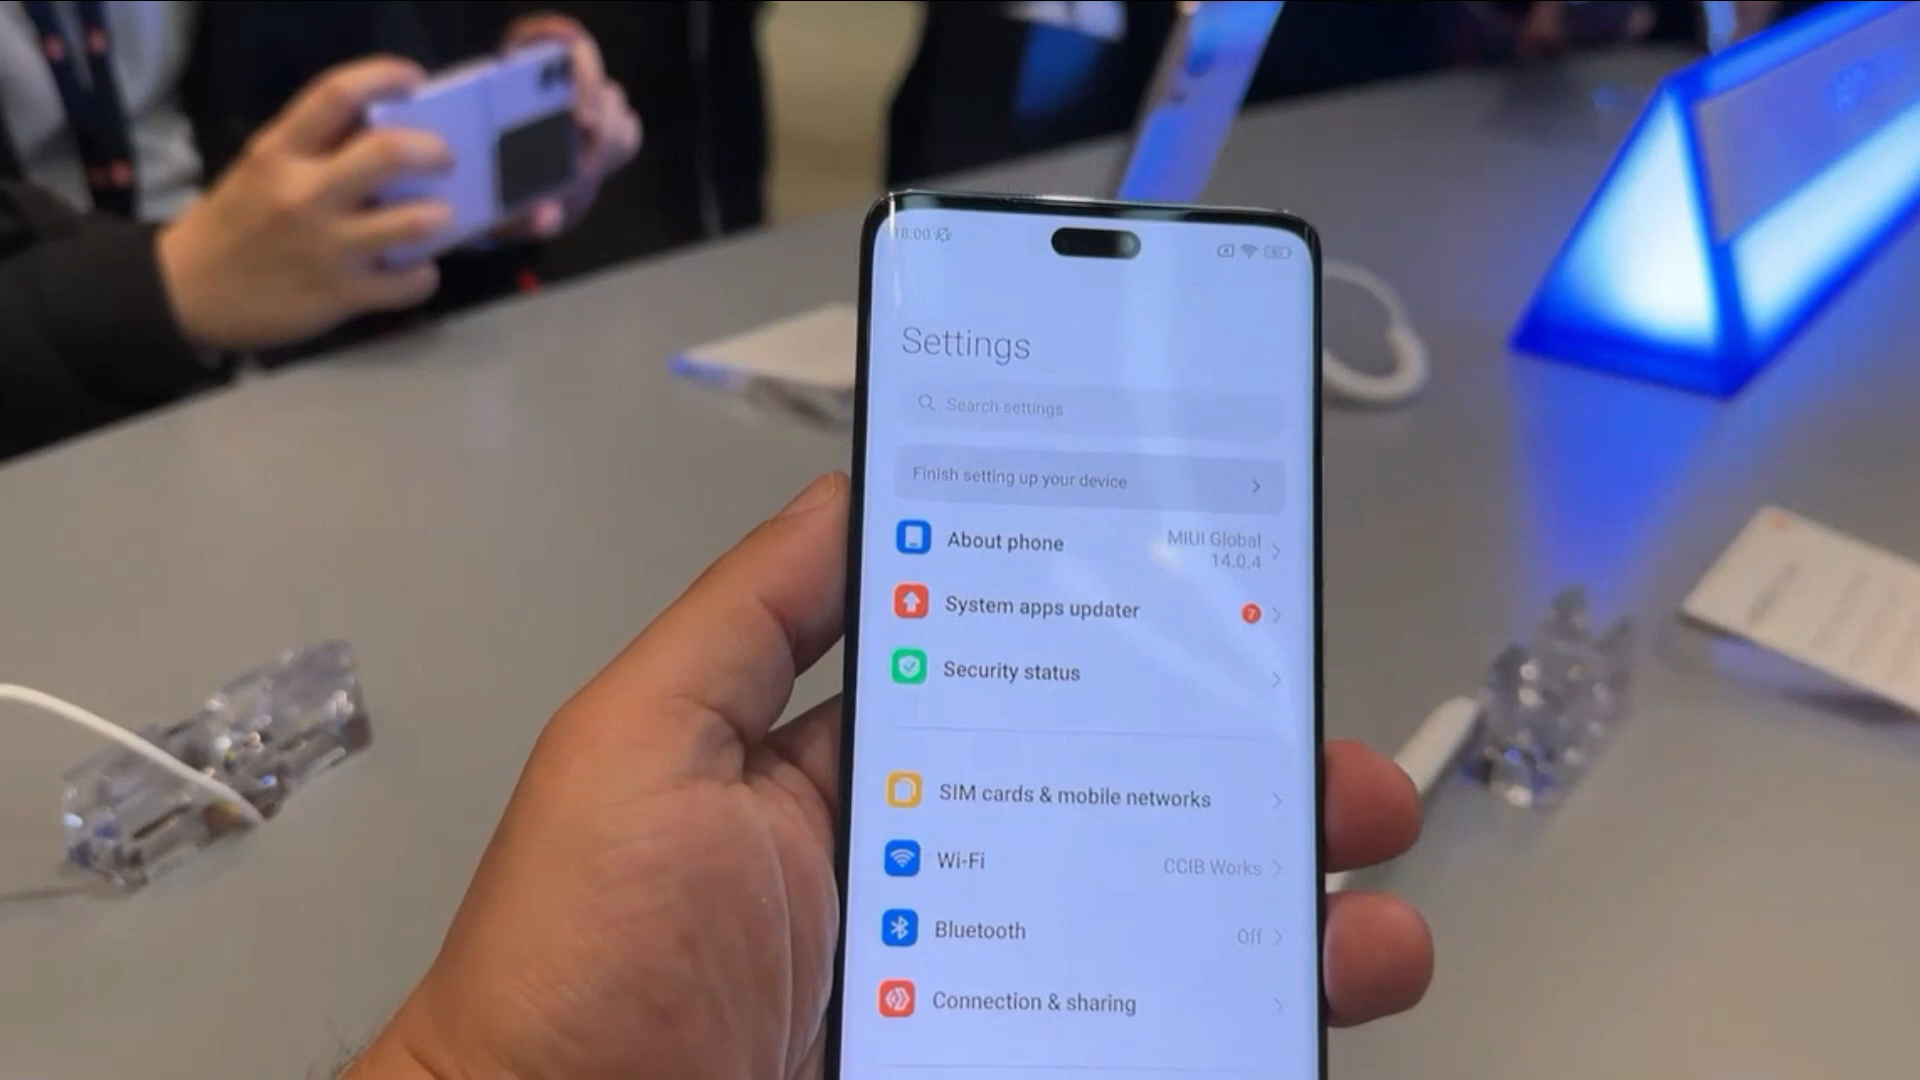 18:00
Settings
Search settings
Finish setting up your device
About phone
MIUI Global
14.0.4
System apps updater
7
Security status
SIM cards & mobile networks
Wi-Fi
CCIB Works
Bluetooth
Off
Connection & sharing